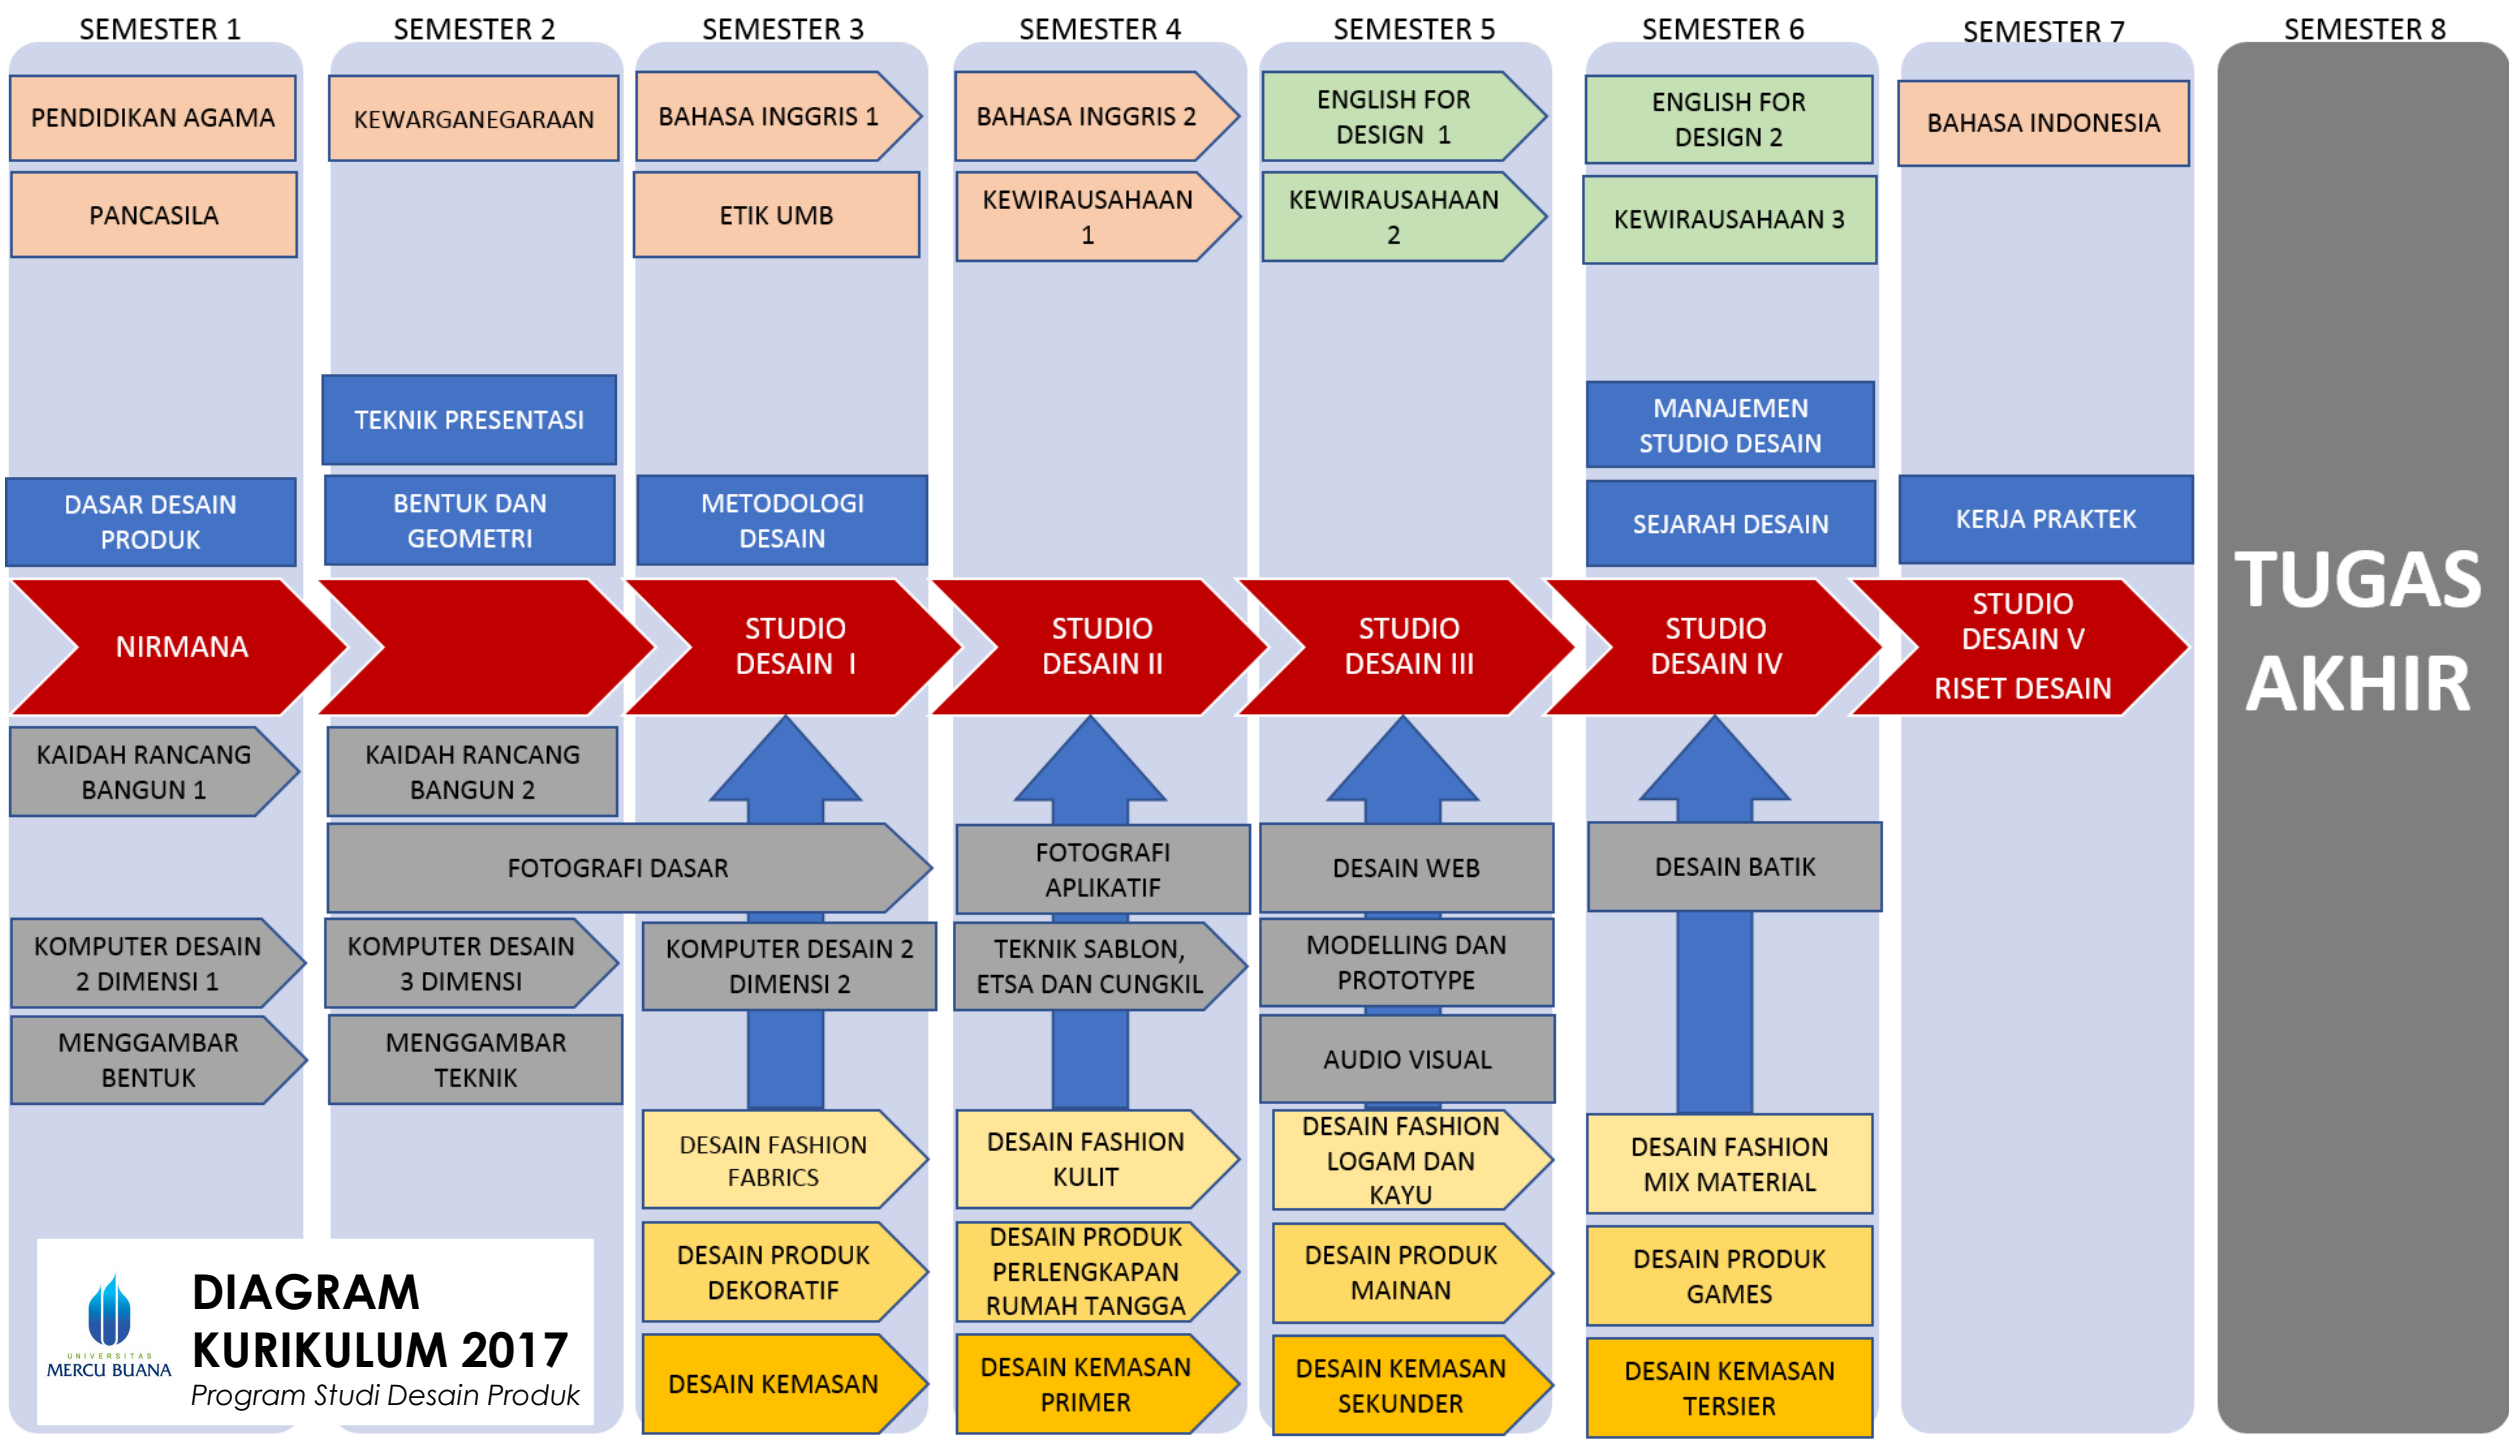 SEMESTER 1
SEMESTER 2
SEMESTER 3
SEMESTER 4
SEMESTER 5
SEMESTER 6
SEMESTER 7
SEMESTER 8
PENDIDIKAN AGAMA
KEWARGANEGARAAN
BAHASA INGGRIS 1
BAHASA INGGRIS 2
ENGLISH FOR
DESIGN 1
ENGLISH FOR
DESIGN 2
BAHASA INDONESIA
PANCASILA
ETIK UMB
KEWIRAUSAHAAN
1
KEWIRAUSAHAAN
2
KEWIRAUSAHAAN 3
TEKNIK PRESENTASI
MANAJEMEN
STUDIO DESAIN
DASAR DESAIN
PRODUK
BENTUK DAN
GEOMETRI
METODOLOGI
DESAIN
SEJARAH DESAIN
KERJA PRAKTEK
NIRMANA
STUDIO
DESAIN I
STUDIO
DESAIN II
STUDIO
DESAIN III
STUDIO
DESAIN IV
STUDIO
DESAIN V
RISET DESAIN
TUGAS
AKHIR
KAIDAH RANCANG
BANGUN 1
KAIDAH RANCANG
BANGUN 2
FOTOGRAFI DASAR
FOTOGRAFI
APLIKATIF
DESAIN WEB
DESAIN BATIK
KOMPUTER DESAIN
2 DIMENSI 1
KOMPUTER DESAIN
3 DIMENSI
KOMPUTER DESAIN 2
DIMENSI 2
TEKNIK SABLON,
ETSA DAN CUNGKIL
MODELLING DAN
PROTOTYPE
MENGGAMBAR
BENTUK
MENGGAMBAR
TEKNIK
AUDIO VISUAL
DESAIN FASHION
FABRICS
DESAIN FASHION
KULIT
DESAIN FASHION
LOGAM DAN
KAYU
DESAIN FASHION
MIX MATERIAL
DESAIN PRODUK
DEKORATIF
DESAIN PRODUK
PERLENGKAPAN
RUMAH TANGGA
DESAIN PRODUK
MAINAN
DESAIN PRODUK
GAMES
DESAIN KEMASAN
DESAIN KEMASAN
PRIMER
DESAIN KEMASAN
SEKUNDER
DESAIN KEMASAN
TERSIER
UNIVERSITAS
MERCU BUANA
DIAGRAM
KURIKULUM 2017
Program Studi Desain Produk